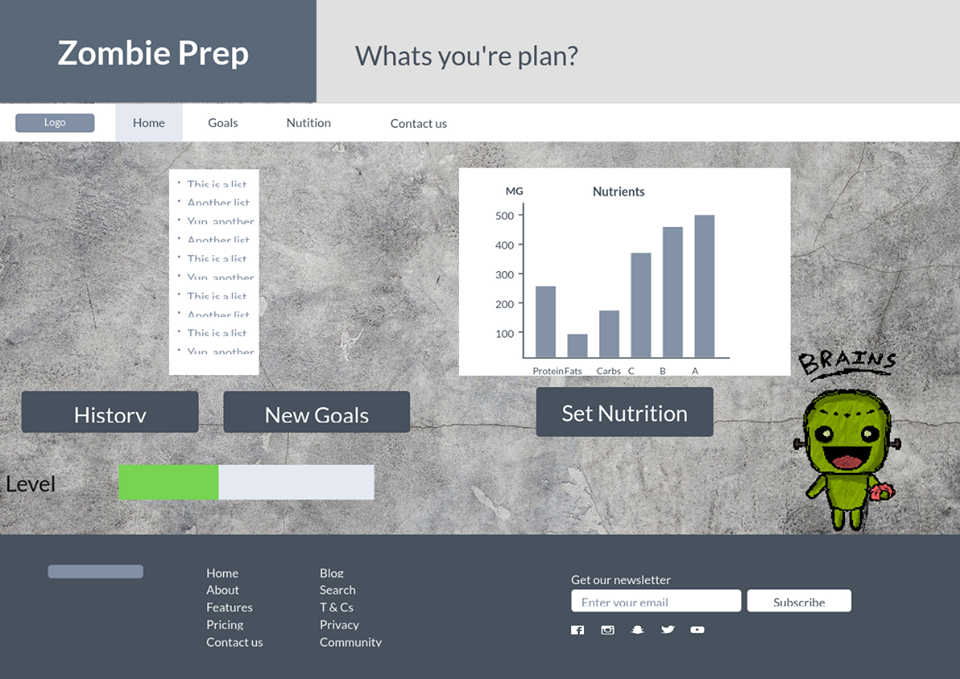 Zombie Prep
Whats you're plan?
Logo
Home
Goals
Nutition
Contact us
This is a list
Another list
Yup, another
Another list
This is a list
Yup, another
This is a list
Another list
This is a list
Yup, another
MG
Nutrients
500
400
300
200
100
Protein Fats Carbs C B A
BRAINS
History
New Goals
Set Nutrition
Level
Home
About
Features
Pricing
Contact us
Blog
Search
T & Cs
Privacy
Community
Get our newsletter
Enter your email
Subscribe